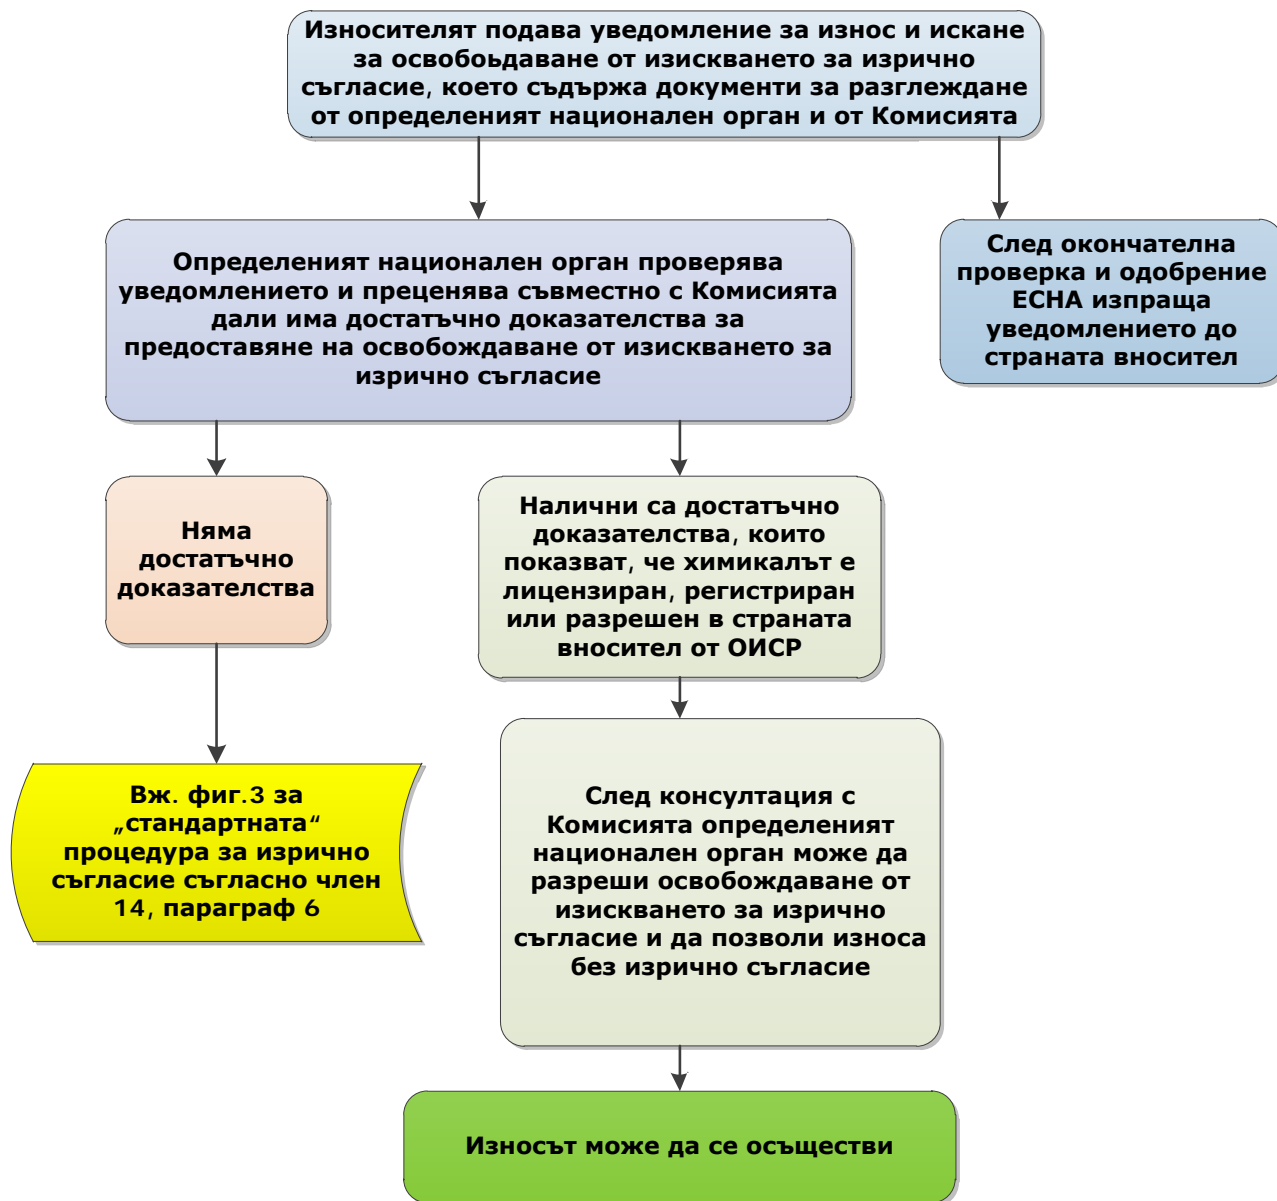 Износителят подава уведомление за износ и искане
за освобоьдаване от изискването за изрично
съгласие, което съдържа документи за разглеждане
от определеният национален орган и от Комисията
Определеният национален орган проверява
уведомлението и преценява съвместно с Комисията
дали има достатъчно доказателства за
предоставяне на освобождаване от изискването за
изрично съгласие
След окончателна
проверка и одобрение
ECHA изпраща
уведомлението до
страната вносител
Няма
достатъчно
доказателства
Налични са достатъчно
доказателства, които
показват, че химикалът е
лицензиран, регистриран
или разрешен в страната
вносител от ОИСР
Вж. фиг.3 за
„стандартната“
процедура за изрично
съгласие съгласно член
14, параграф 6
След консултация с
Комисията определеният
национален орган може да
разреши освобождаване от
изискването за изрично
съгласие и да позволи износа
без изрично съгласие
Износът може да се осъществи